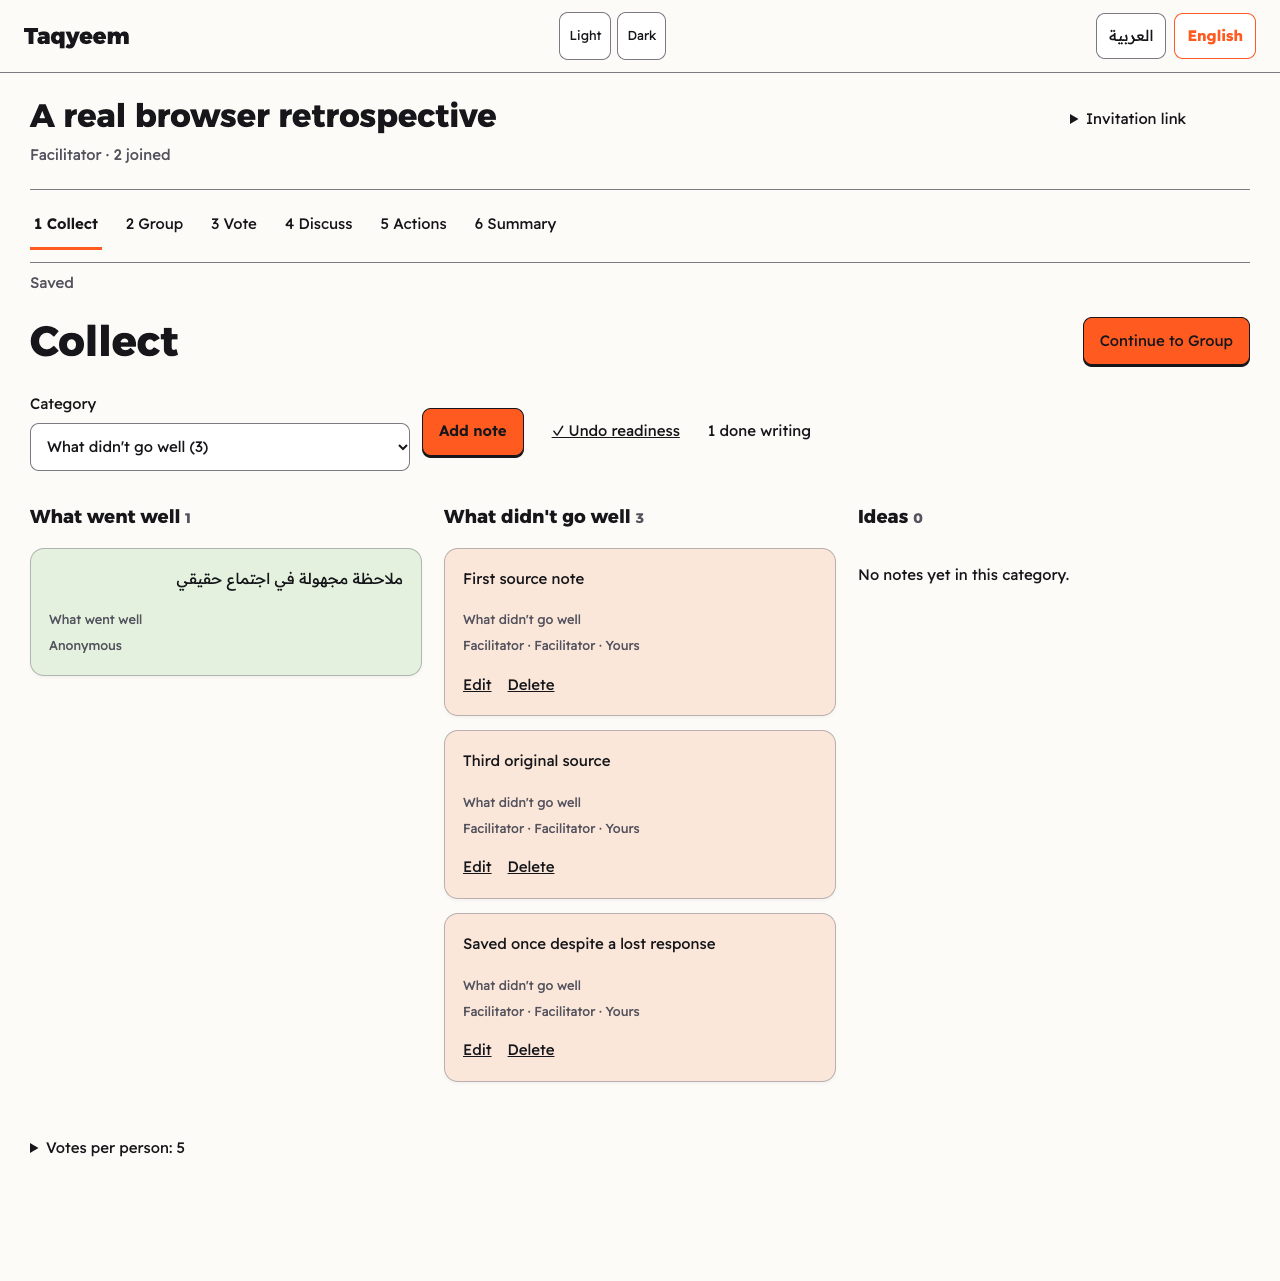 Taqyeem
Light
Dark
العربية
English
A real browser retrospective
Invitation link
Facilitator · 2 joined
1 Collect
2 Group
3 Vote
4 Discuss
5 Actions
6 Summary
Saved
Collect
Continue to Group
Category
What didn't go well (3)
Add note
✓ Undo readiness
1 done writing
What went well 1
ملاحظة مجهولة في اجتماع حقيقي
What went well
Anonymous
What didn't go well 3
First source note
What didn't go well
Facilitator · Facilitator · Yours
Edit Delete
Third original source
What didn't go well
Facilitator · Facilitator · Yours
Edit Delete
Saved once despite a lost response
What didn't go well
Facilitator · Facilitator · Yours
Edit Delete
Ideas 0
No notes yet in this category.
Votes per person: 5